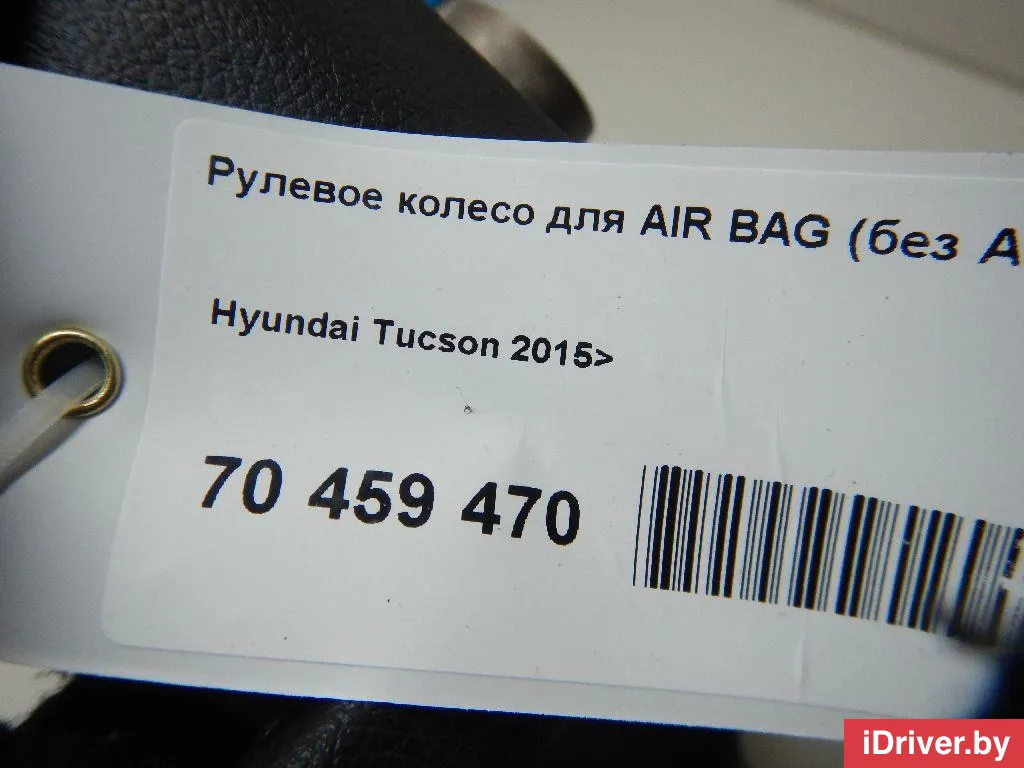 Рулевое колесо для AIR BAG (без
Hyundai Tucson 2015>
70 459 470
iDriver.by